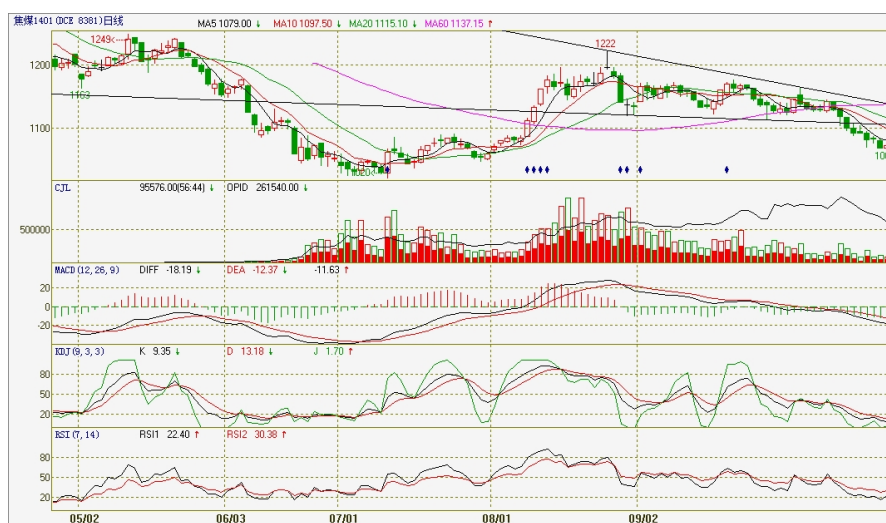 焦煤1401(DCE 8381)日线 MA5 1079.00 ↓ MA10 1097.50 ↓ MA20 1115.10 ↓ MA60 1137.15 ↑
1249
1222
1200
1163
1100
1020
CJL 95576.00(56:44) ↓ OPID 261540.00 ↓
500000
MACD(12,26,9) DIFF -18.19 ↓ DEA -12.37 ↓ -11.63 ↑
20
0
-20
KDJ(9,3,3) K 9.35 ↓ D 13.18 ↓ J 1.70 ↑
80
50
20
RSI(7,14) RSI1 22.40 ↑ RSI2 30.38 ↑
80
50
20
05/02 06/03 07/01 08/01 09/02